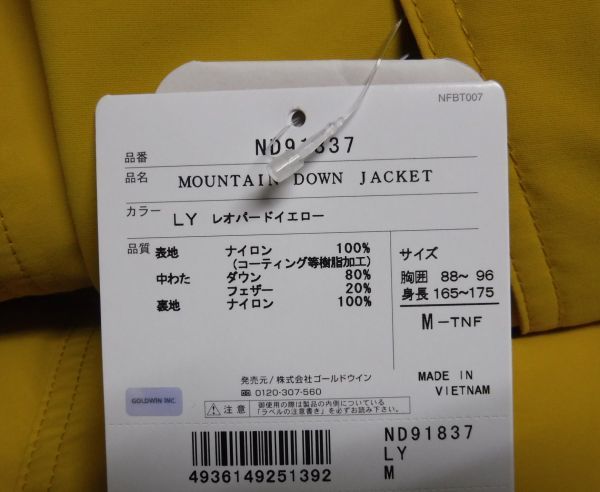 NFBT007
品番 ND91837
品名 MOUNTAIN DOWN JACKET
カラー LY レオパードイエロー
品質 表地 ナイロン 100%
(コーティング等樹脂加工)
中わた ダウン 80%
フェザー 20%
裏地 ナイロン 100%
サイズ
胸囲 88~ 96
身長 165~175
M-TNF
発売元/株式会社ゴールドウイン
0120-307-560
MADE IN
VIETNAM
GOLDWIN INC.
注意 御使用の際は製品の内側についている
「ラベルの注意書き」を必ずお読み下さい。
4936149251392
ND91837
LY
M